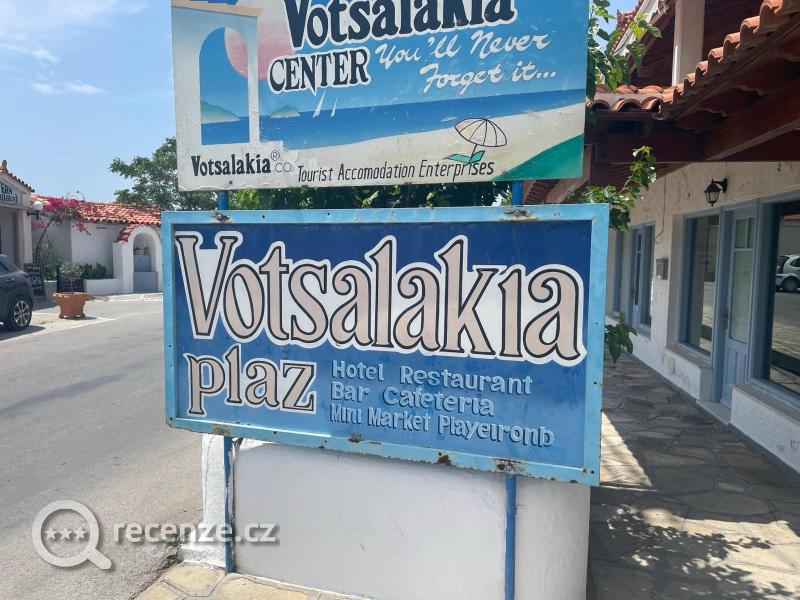 Votsalakia
CENTER
You'll Never
Forget it...
Votsalakia® CO: Tourist Accomodation Enterprises
Votsalakia
plaz
Hotel Restaurant
Bar Cafeteria
Mini Market Playeironb
recenze.cz